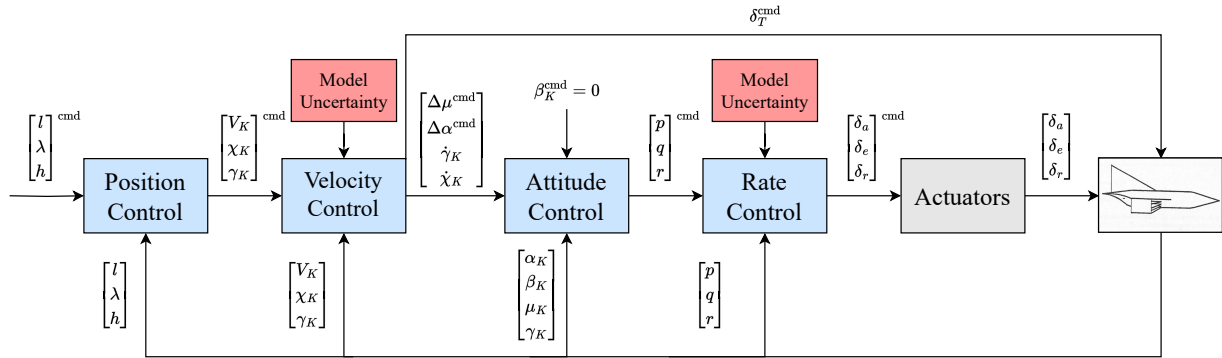 δ_T^cmd
Model
Uncertainty
Model
Uncertainty
[l λ h]^cmd
[V_K χ_K γ_K]^cmd
[Δμ^cmd Δα^cmd γ̇_K χ̇_K]
β_K^cmd = 0
[p q r]^cmd
[δ_a δ_e δ_r]^cmd
[δ_a δ_e δ_r]
Position
Control
Velocity
Control
Attitude
Control
Rate
Control
Actuators
[l λ h]
[V_K χ_K γ_K]
[α_K β_K μ_K γ_K]
[p q r]